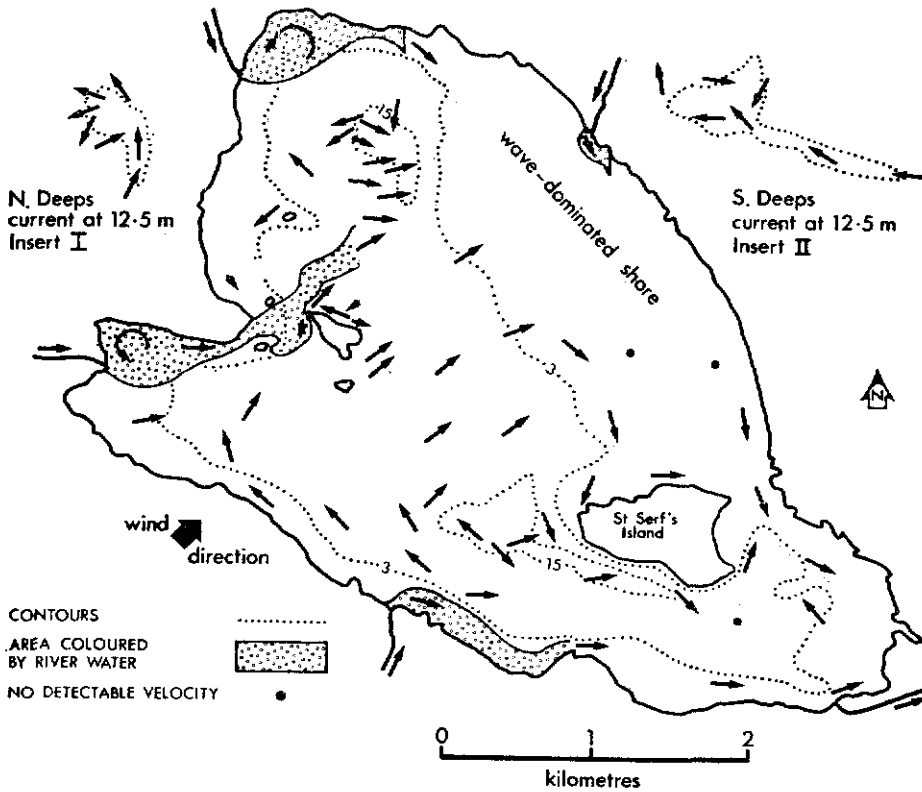 15
wave-dominated shore
N. Deeps
current at 12·5 m
Insert I
S. Deeps
current at 12·5 m
Insert II
3
N
St Serf's
Island
15
wind
direction
3
CONTOURS
AREA COLOURED
BY RIVER WATER
NO DETECTABLE VELOCITY
0 1 2
kilometres